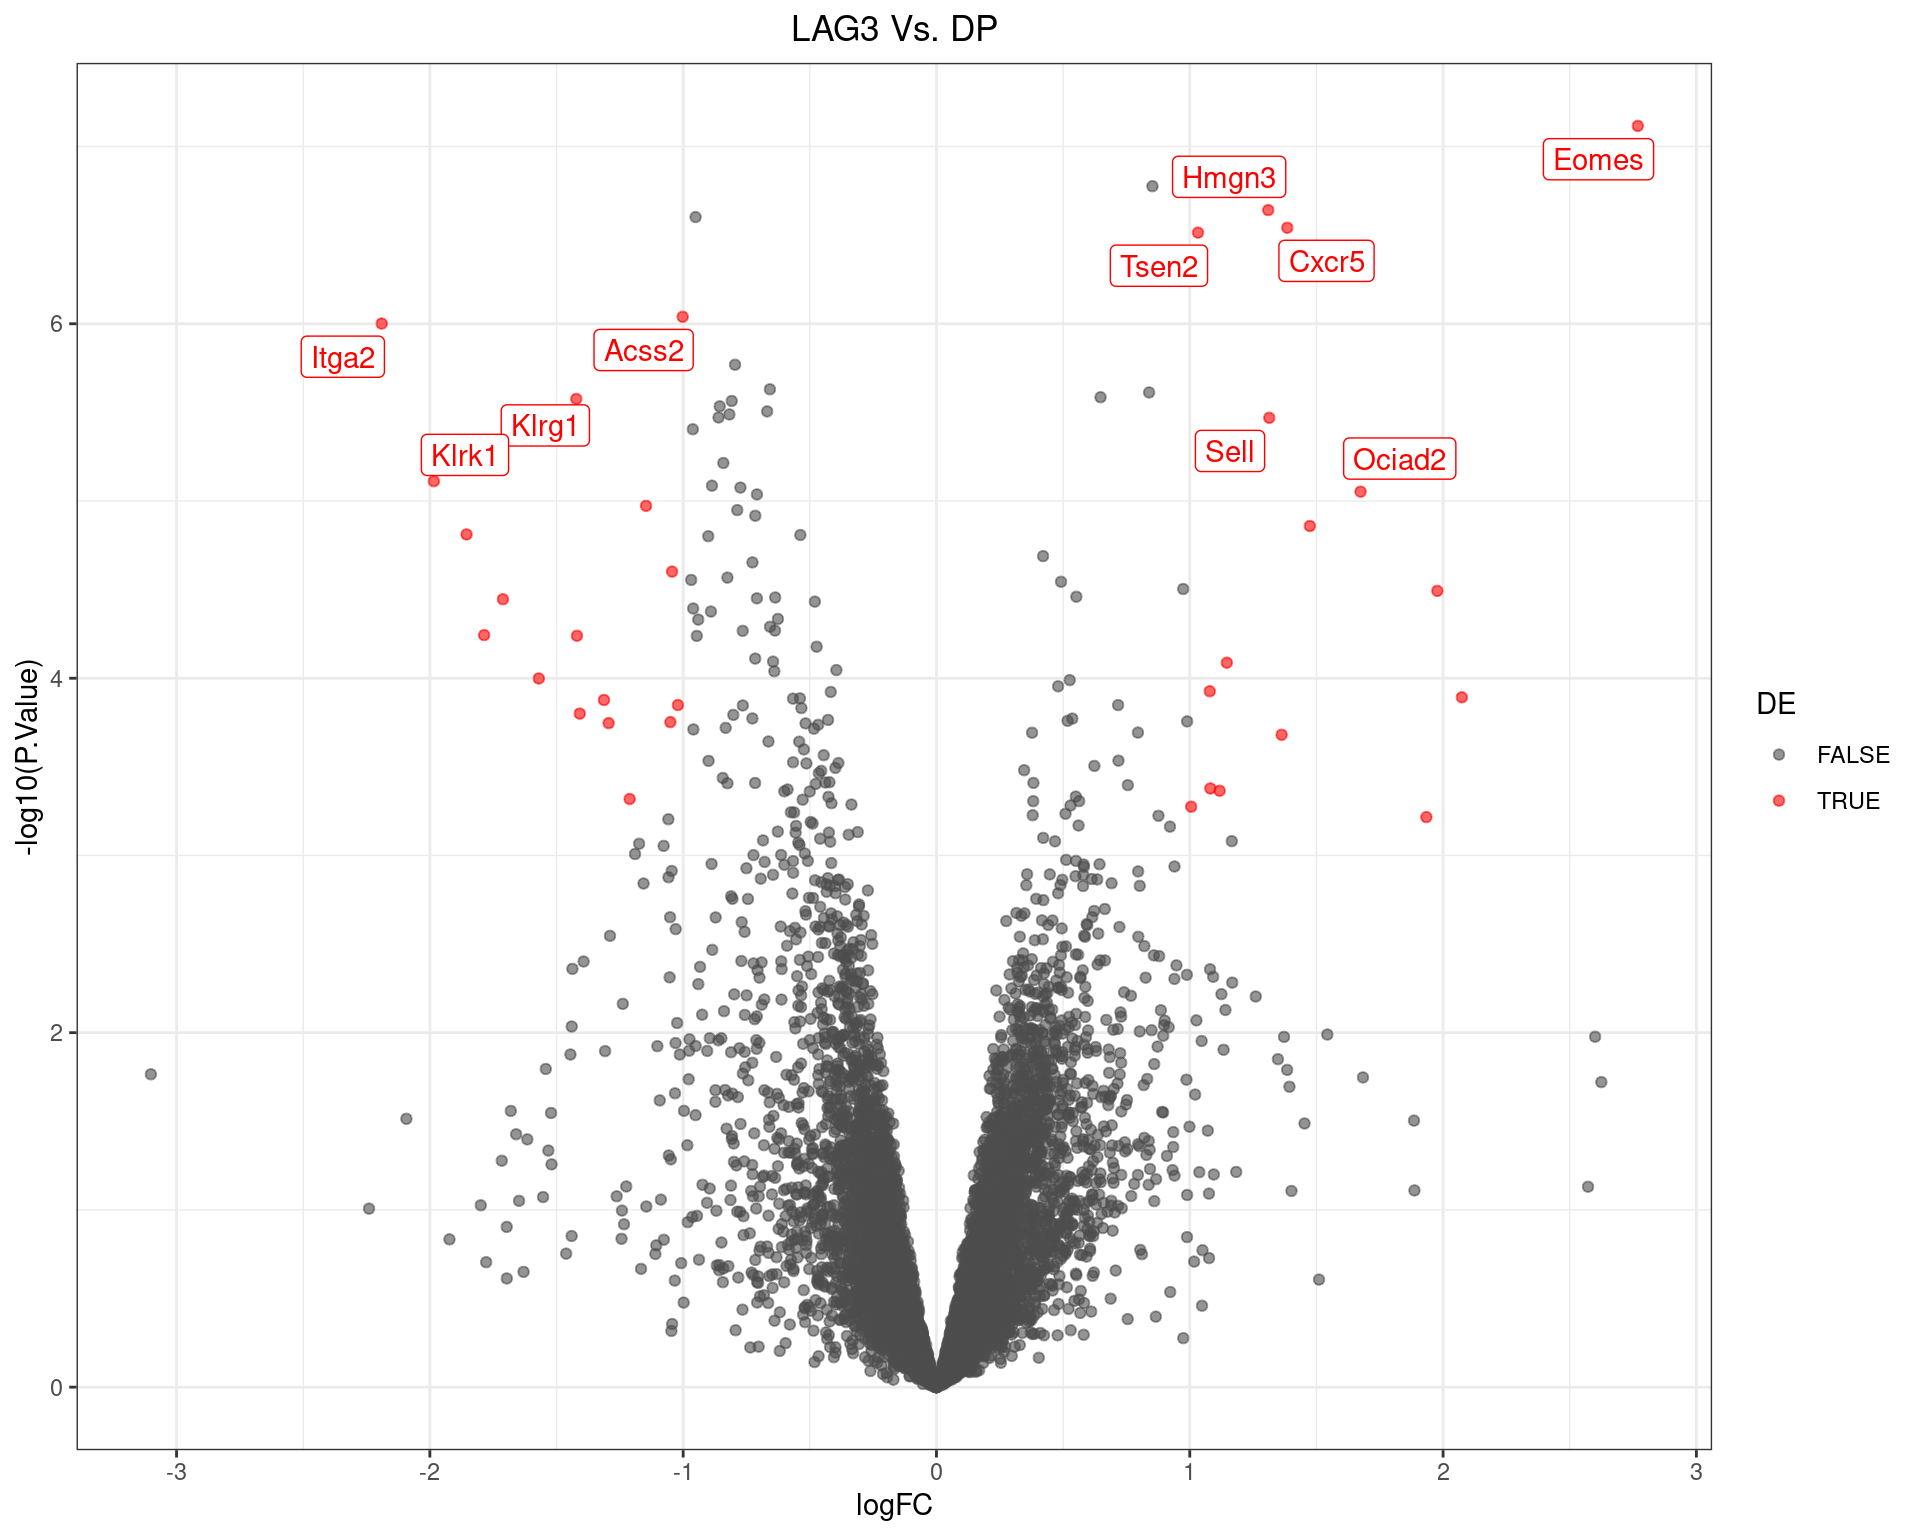 LAG3 Vs. DP
Eomes
Hmgn3
Cxcr5
Tsen2
Itga2
Acss2
Klrg1
Klrk1
Sell
Ociad2
-log10(P.Value)
6
4
2
0
-3
-2
-1
0
1
2
3
logFC
DE
FALSE
TRUE